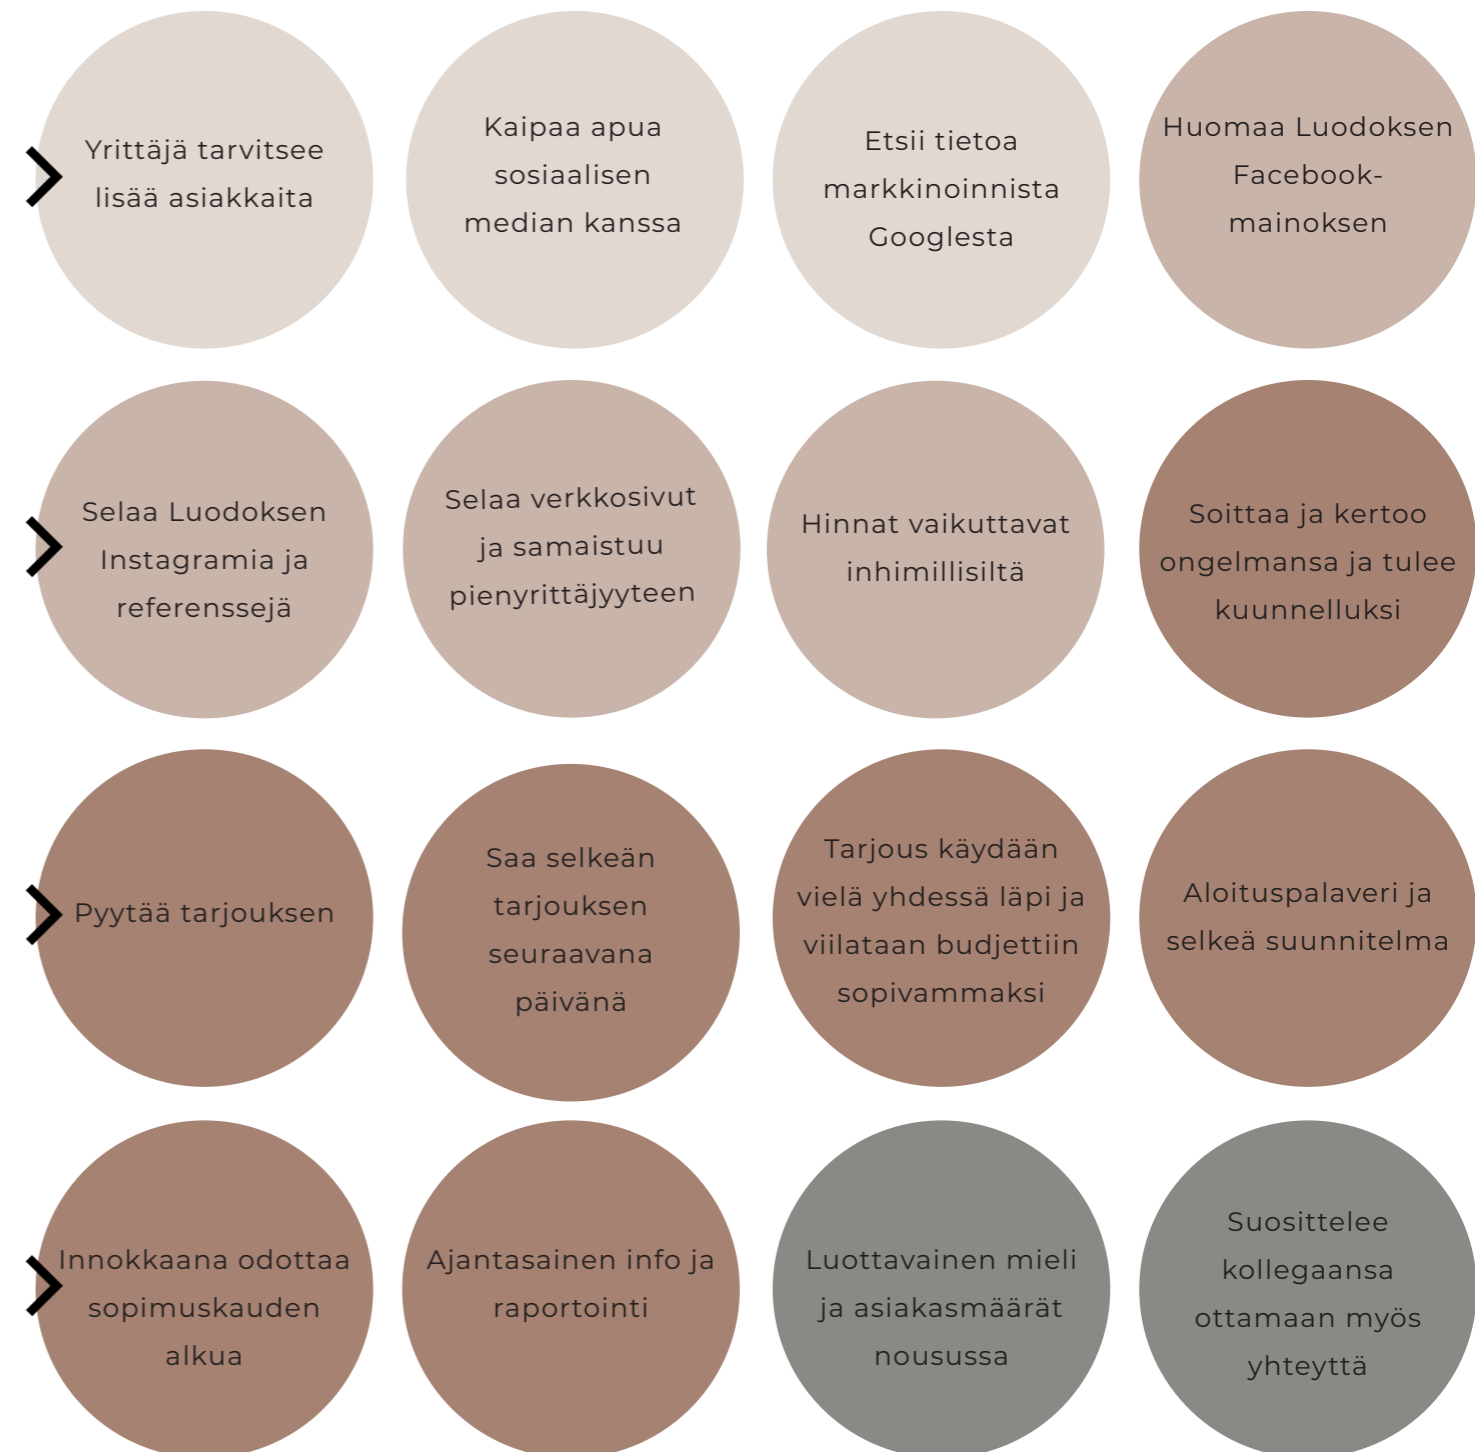 Yrittäjä tarvitsee
lisää asiakkaita
Kaipaa apua
sosiaalisen
median kanssa
Etsii tietoa
markkinoinnista
Googlesta
Huomaa Luodoksen
Facebook-
mainoksen
Selaa Luodoksen
Instagramia ja
referenssejä
Selaa verkkosivut
ja samaistuu
pienyrittäjyyteen
Hinnat vaikuttavat
inhimillisiltä
Soittaa ja kertoo
ongelmansa ja tulee
kuunnelluksi
Pyytää tarjouksen
Saa selkeän
tarjouksen
seuraavana
päivänä
Tarjous käydään
vielä yhdessä läpi ja
viilataan budjettiin
sopivammaksi
Aloituspalaveri ja
selkeä suunnitelma
Innokkaana odottaa
sopimuskauden
alkua
Ajantasainen info ja
raportointi
Luottavainen mieli
ja asiakasmäärät
nousussa
Suosittelee
kollegaansa
ottamaan myös
yhteyttä